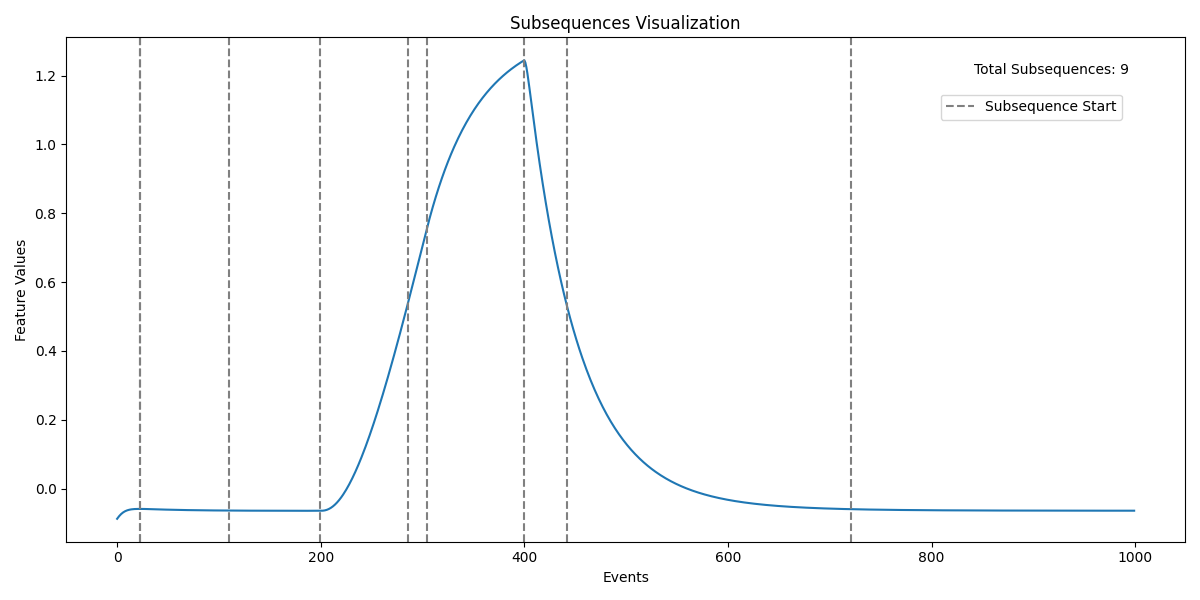 Subsequences Visualization
Total Subsequences: 9
Subsequence Start
Feature Values
1.2
1.0
0.8
0.6
0.4
0.2
0.0
0
200
400
600
800
1000
Events